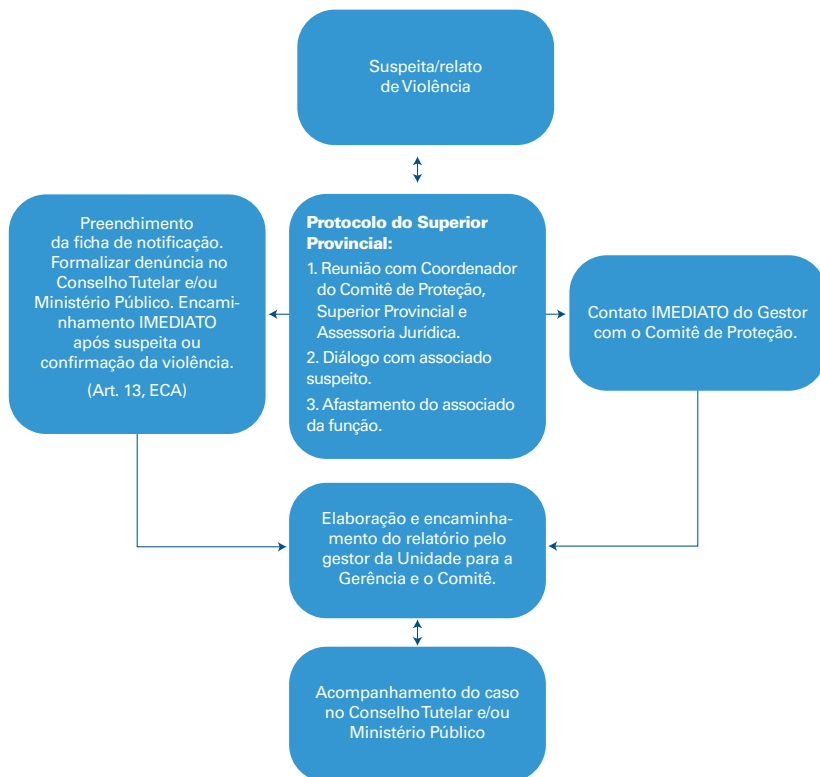 Suspeita/relato
de Violência
Preenchimento
da ficha de notificação.
Formalizar denúncia no
Conselho Tutelar e/ou
Ministério Público. Encami-
nhamento IMEDIATO
após suspeita ou
confirmação da violência.
(Art. 13, ECA)
Protocolo do Superior
Provincial:
1. Reunião com Coordenador
do Comitê de Proteção,
Superior Provincial e
Assessoria Jurídica.
2. Diálogo com associado
suspeito.
3. Afastamento do associado
da função.
Contato IMEDIATO do Gestor
com o Comitê de Proteção.
Elaboração e encaminha-
mento do relatório pelo
gestor da Unidade para a
Gerência e o Comitê.
Acompanhamento do caso
no Conselho Tutelar e/ou
Ministério Público